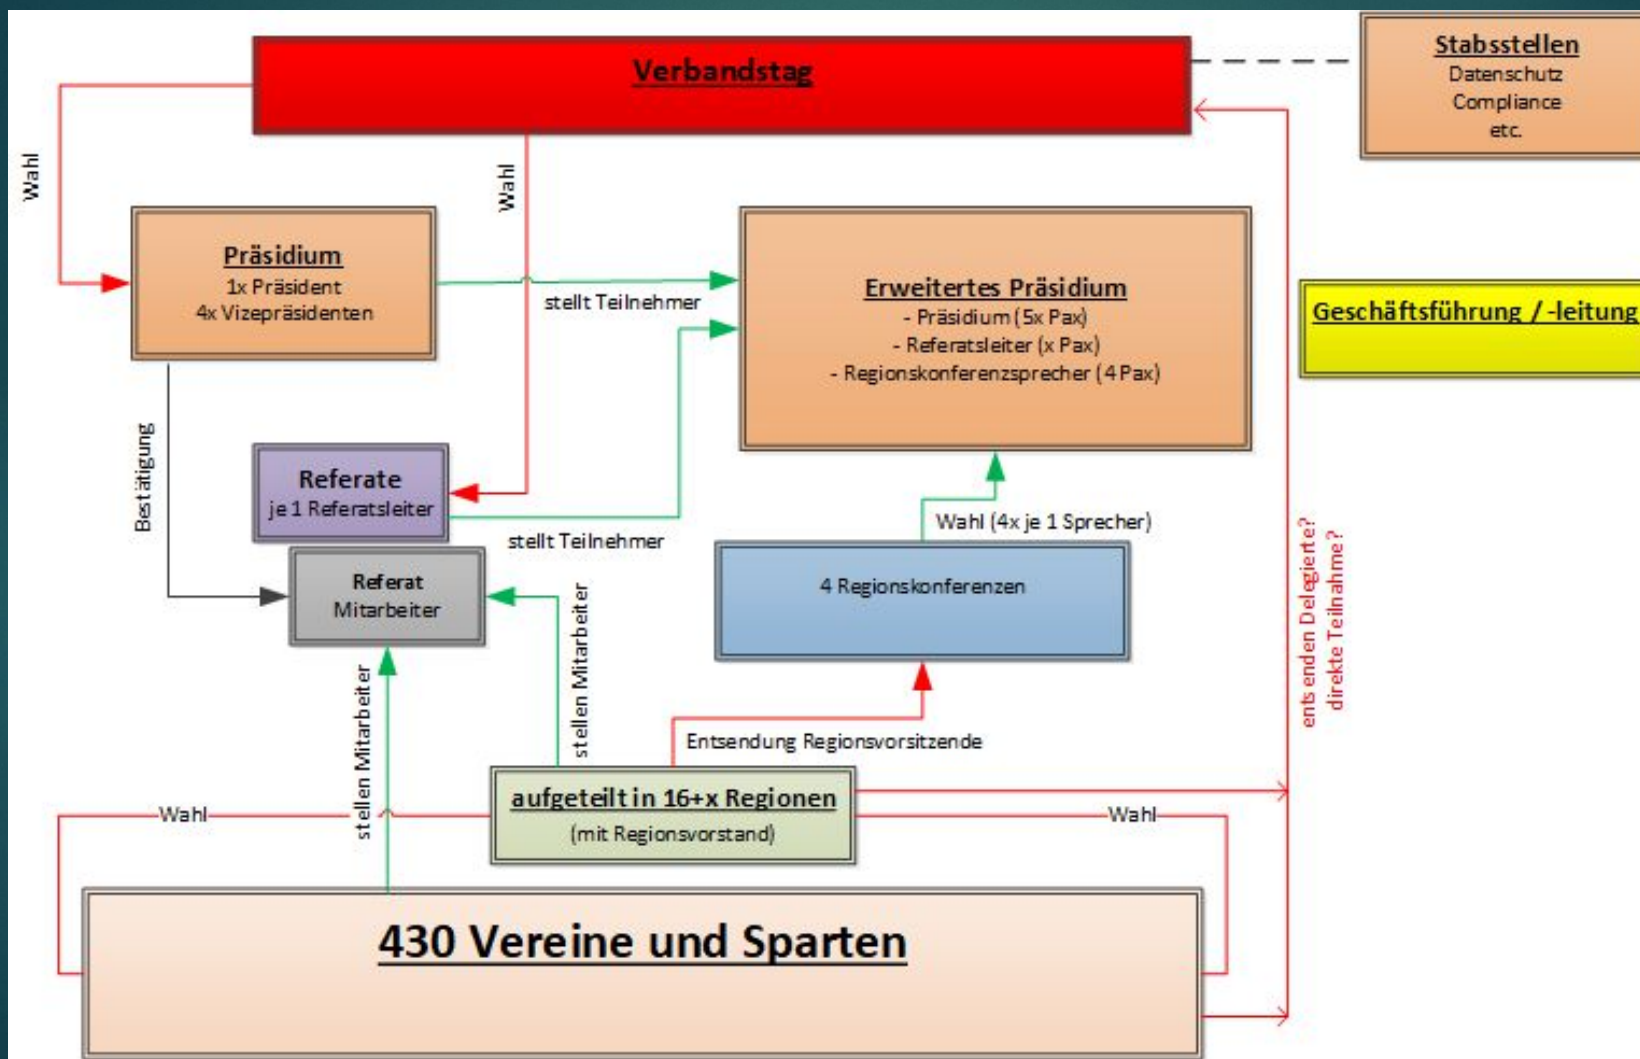 Verbandstag
Stabsstellen
Datenschutz
Compliance
etc.
Wahl
Wahl
Präsidium
1x Präsident
4x Vizepräsidenten
stellt Teilnehmer
Erweitertes Präsidium
- Präsidium (5x Pax)
- Referatsleiter (x Pax)
- Regionskonferenzsprecher (4 Pax)
Geschäftsführung / -leitung
Bestätigung
Referate
je 1 Referatsleiter
stellt Teilnehmer
Wahl (4x je 1 Sprecher)
Referat
Mitarbeiter
4 Regionskonferenzen
entsenden Delegierte?
direkte Teilnahme?
stellen Mitarbeiter
stellen Mitarbeiter
Entsendung Regionsvorsitzende
aufgeteilt in 16+x Regionen
(mit Regionsvorstand)
Wahl
Wahl
430 Vereine und Sparten